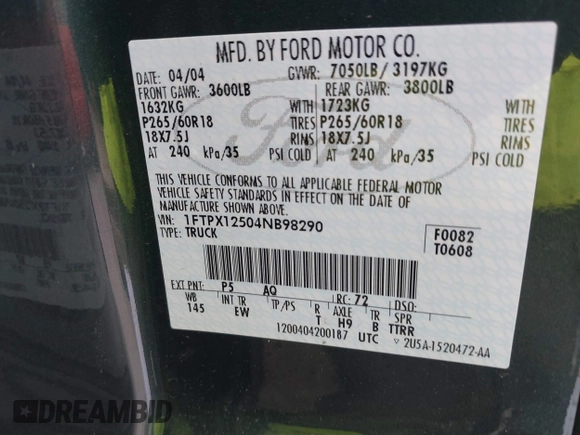 MFD. BY FORD MOTOR CO.
DATE: 04/04 GVWR: 7050LB/ 3197KG
FRONT GAWR: 3600LB REAR GAWR: 3800LB
1632KG WITH 1723KG WITH
P265/60R18 TIRES P265/60R18 TIRES
18X7.5J RIMS 18X7.5J RIMS
AT 240 kPa/35 PSI COLD AT 240 kPa/35 PSI COLD
THIS VEHICLE CONFORMS TO ALL APPLICABLE FEDERAL MOTOR
VEHICLE SAFETY STANDARDS IN EFFECT ON THE DATE OF
MANUFACTURE SHOWN ABOVE.
VIN: 1FTPX12504NB98290
TYPE: TRUCK
F0082
T0608
EXT PNT: P5 AQ RC: 72 DSO:
WB INT TR TP/PS R AXLE TR SPR
145 EW T H9 B TTRR
1200404200187 UTC ▽ 2U5A-1520472-AA
Ford
DREAMBID